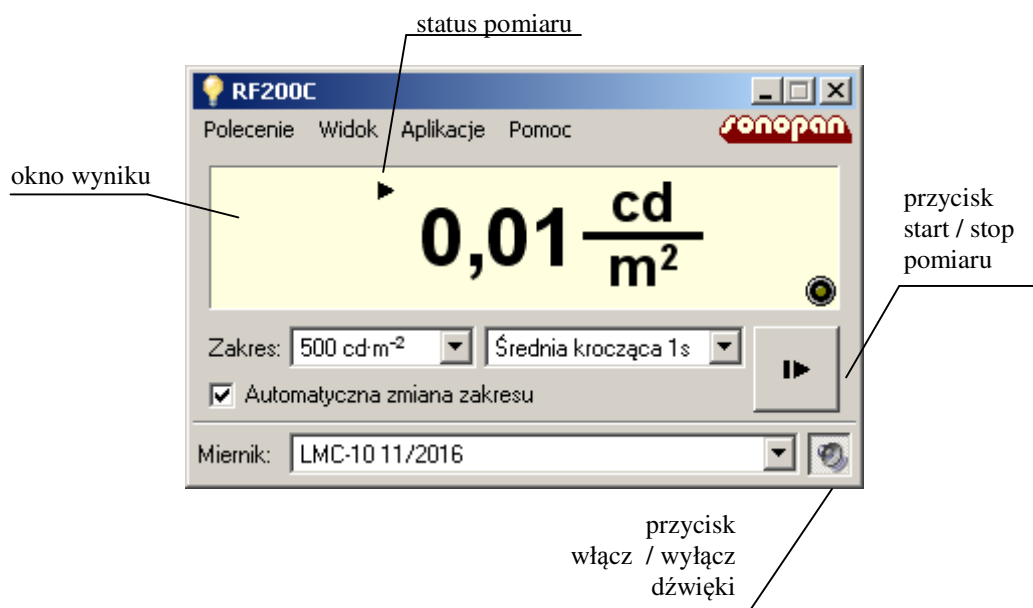 status pomiaru
RF200C
Polecenie Widok Aplikacje Pomoc
sonopan
okno wyniku
0,01 cd
m²
przycisk
start / stop
pomiaru
Zakres: 500 cd·m⁻² Średnia krocząca 1s
Automatyczna zmiana zakresu
Miernik: LMC-10 11/2016
przycisk
włącz / wyłącz
dźwięki